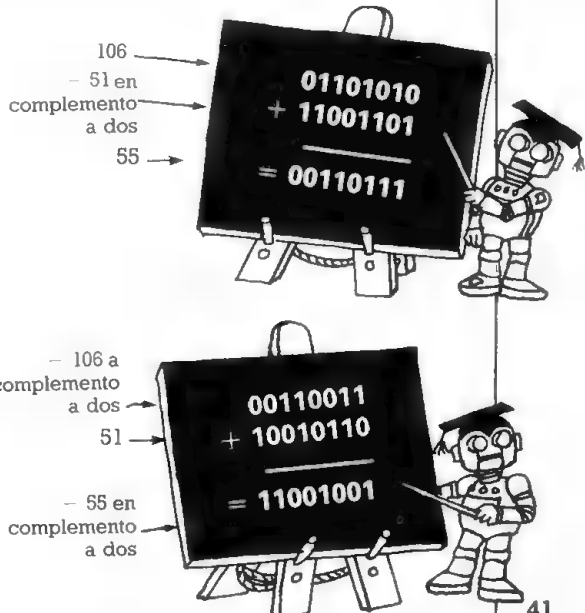 106
01101010
− 51 en
complemento
a dos
+ 11001101
55
= 00110111
− 106 a
complemento
a dos
00110011
51
+ 10010110
− 55 en
complemento
a dos
= 11001001
41